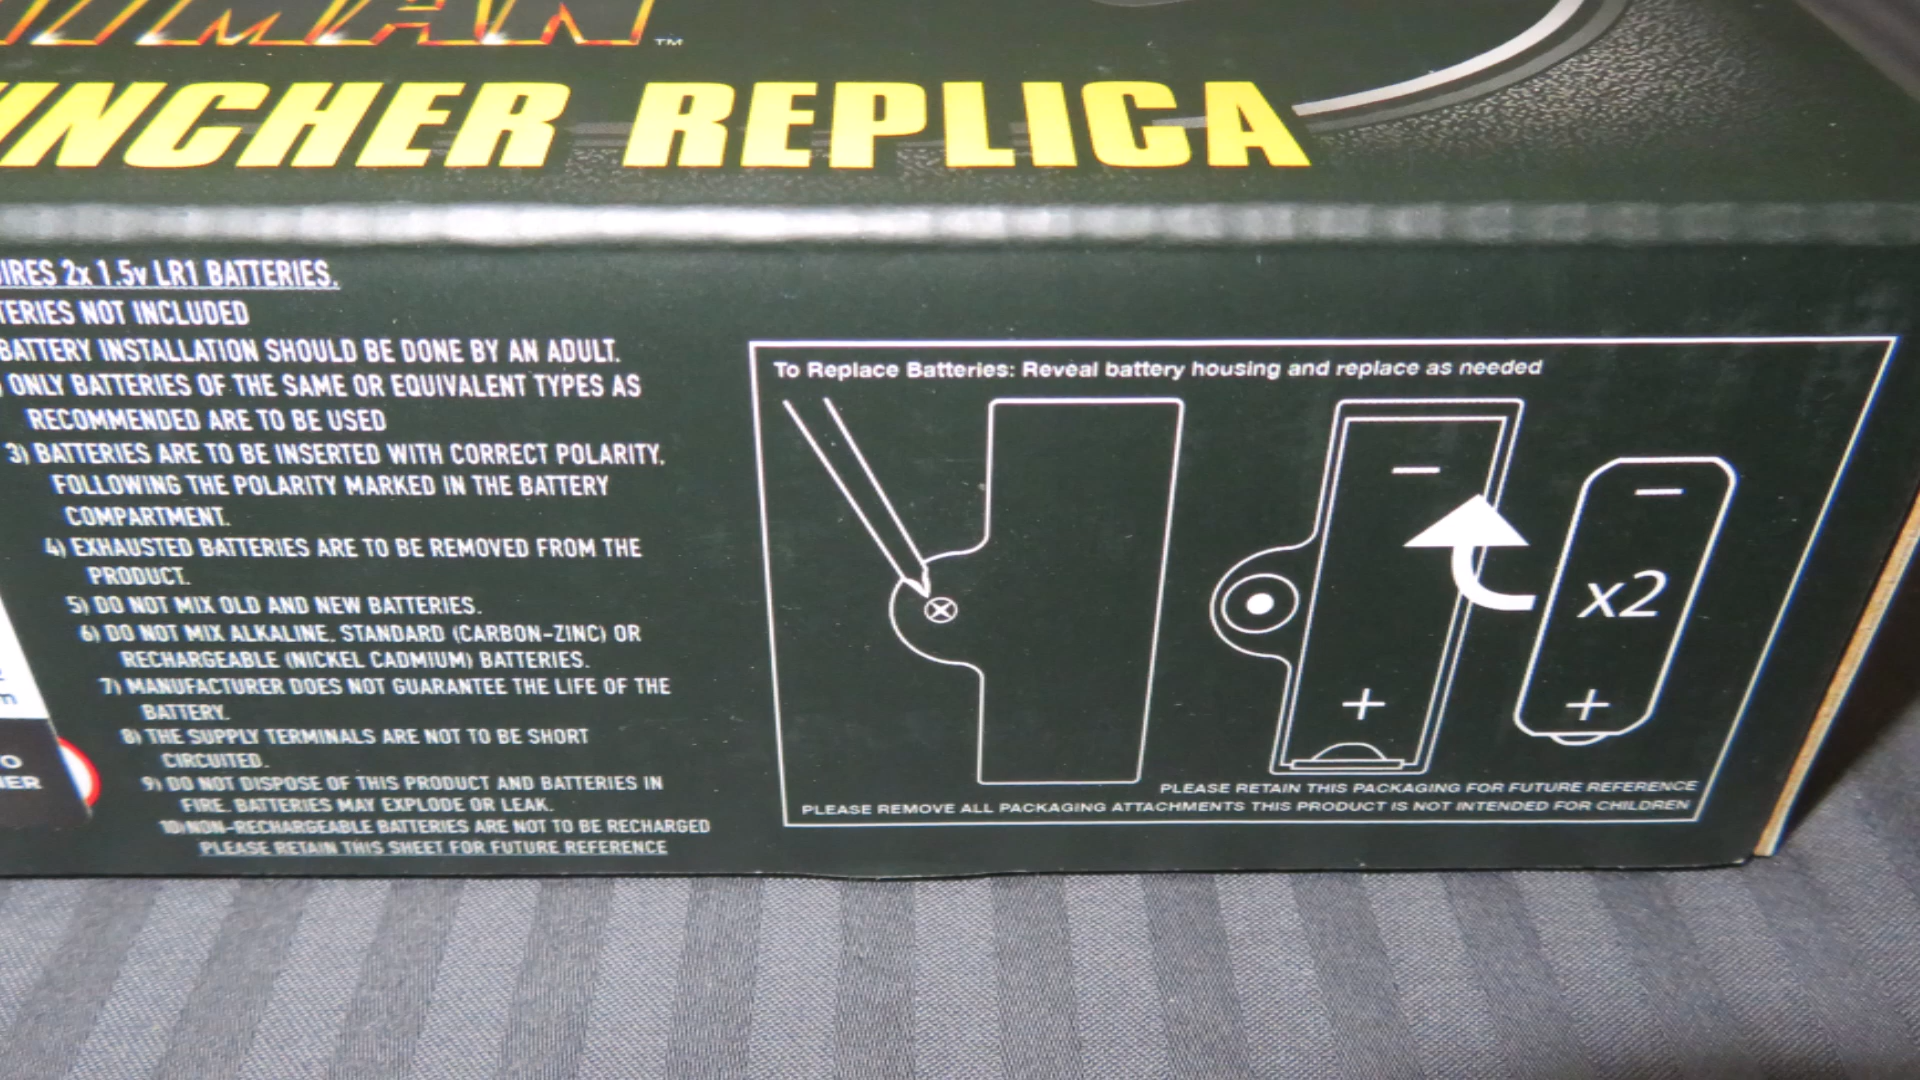 TM
REPLICA
2x 1.5v LR1 BATTERIES.
NOT INCLUDED
BATTERY INSTALLATION SHOULD BE DONE BY AN ADULT.
ONLY BATTERIES OF THE SAME OR EQUIVALENT TYPES AS
RECOMMENDED ARE TO BE USED
3) BATTERIES ARE TO BE INSERTED WITH CORRECT POLARITY,
FOLLOWING THE POLARITY MARKED IN THE BATTERY
COMPARTMENT.
4) EXHAUSTED BATTERIES ARE TO BE REMOVED FROM THE
PRODUCT.
5) DO NOT MIX OLD AND NEW BATTERIES.
6) DO NOT MIX ALKALINE, STANDARD (CARBON-ZINC) OR
RECHARGEABLE (NICKEL CADMIUM) BATTERIES.
7) MANUFACTURER DOES NOT GUARANTEE THE LIFE OF THE
BATTERY.
8) THE SUPPLY TERMINALS ARE NOT TO BE SHORT
CIRCUITED.
9) DO NOT DISPOSE OF THIS PRODUCT AND BATTERIES IN
FIRE. BATTERIES MAY EXPLODE OR LEAK.
10) NON-RECHARGEABLE BATTERIES ARE NOT TO BE RECHARGED
PLEASE RETAIN THIS SHEET FOR FUTURE REFERENCE
To Replace Batteries: Reveal battery housing and replace as needed
− −
x2
+ +
PLEASE RETAIN THIS PACKAGING FOR FUTURE REFERENCE
PLEASE REMOVE ALL PACKAGING ATTACHMENTS THIS PRODUCT IS NOT INTENDED FOR CHILDREN